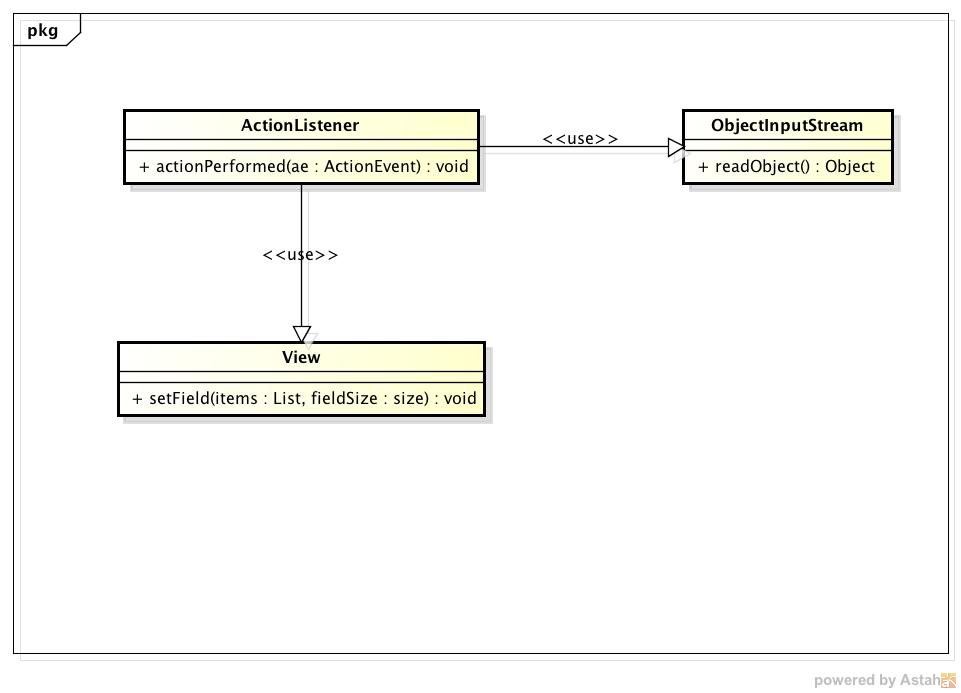 pkg
ActionListener
+ actionPerformed(ae : ActionEvent) : void
<<use>>
ObjectInputStream
+ readObject() : Object
<<use>>
View
+ setField(items : List, fieldSize : size) : void
powered by Astah